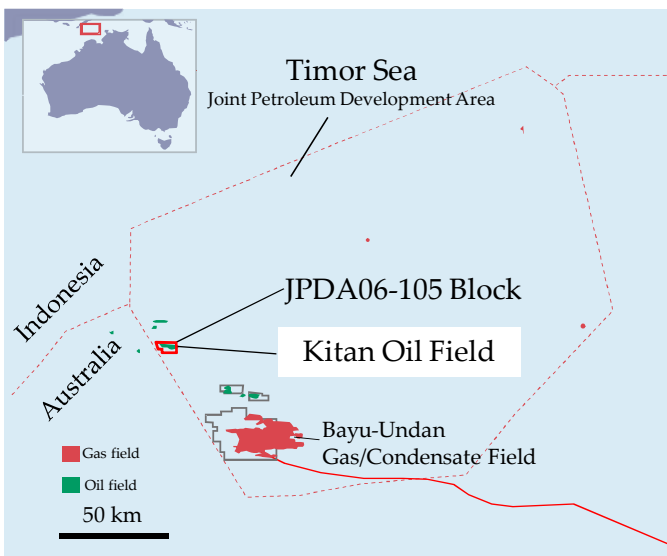 Timor Sea
Joint Petroleum Development Area
Indonesia
JPDA06-105 Block
Kitan Oil Field
Australia
Bayu-Undan
Gas/Condensate Field
Gas field
Oil field
50 km